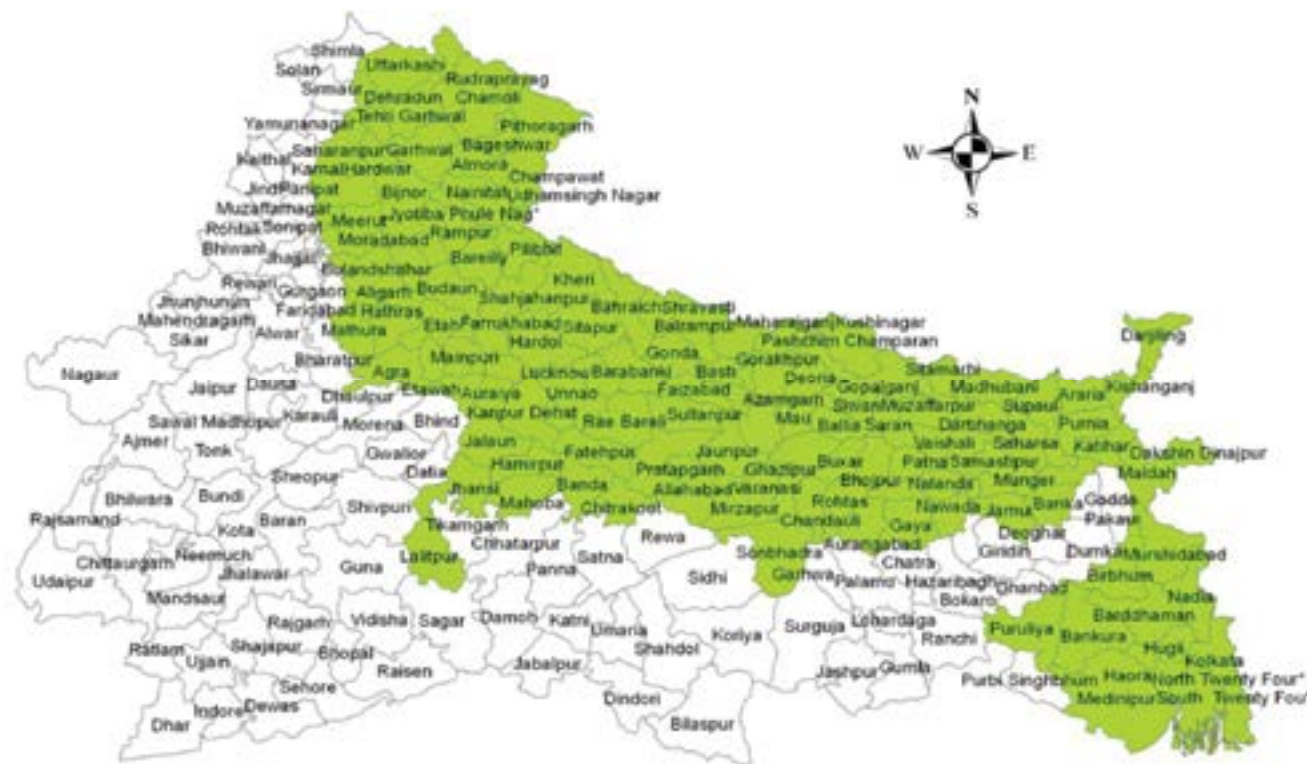 Shimla
Solan
Uttarkashi
Rudraprayag
Sirmaur
Dehradun
Chamoli
Tehri Garhwal
Yamunanagar
Pithoragarh
N
W
E
S
Saharanpur
Garhwal
Bageshwar
Kaithal
Karnal
Hardwar
Almora
Champawat
Jind
Panipat
Bijnor
Nainital
Udhamsingh Nagar
Muzaffarnagar
Meerut
Jyotiba Phule Nag*
Rohtak
Sonipat
Rampur
Bhiwani
Moradabad
Pilibhit
Jhajjar
Bareilly
Bulandshahar
Kheri
Rewari
Gurgaon
Aligarh
Budaun
Shahjahanpur
Bahraich
Shravasti
Jhunjhunun
Faridabad
Hathras
Mahendragarh
Mathura
Etah
Farrukhabad
Sitapur
Balrampur
Maharajganj
Kushinagar
Darjiling
Sikar
Alwar
Hardoi
Pashchim Champaran
Bharatpur
Mainpuri
Gonda
Gorakhpur
Sitamarhi
Nagaur
Agra
Lucknow
Barabanki
Basti
Deoria
Madhubani
Kishanganj
Jaipur
Dausa
Dhaulpur
Etawah
Auraiya
Unnao
Faizabad
Gopalganj
Araria
Azamgarh
Siwan
Muzaffarpur
Supaul
Sawai Madhopur
Karauli
Morena
Bhind
Kanpur Dehat
Rae Bareli
Sultanpur
Mau
Ballia
Saran
Darbhanga
Purnia
Ajmer
Tonk
Gwalior
Jalaun
Fatehpur
Jaunpur
Vaishali
Saharsa
Katihar
Dakshin Dinajpur
Sheopur
Datia
Hamirpur
Pratapgarh
Ghazipur
Buxar
Patna
Samastipur
Maldah
Bhilwara
Bundi
Shivpuri
Jhansi
Banda
Allahabad
Varanasi
Bhojpur
Nalanda
Munger
Mahoba
Chitrakoot
Mirzapur
Rohtas
Nawada
Jamui
Banka
Godda
Rajsamand
Kota
Baran
Tikamgarh
Chandauli
Gaya
Pakaur
Chittaurgarh
Neemuch
Lalitpur
Chhatarpur
Satna
Rewa
Sonbhadra
Aurangabad
Deoghar
Giridih
Dumka
Murshidabad
Udaipur
Jhalawar
Guna
Panna
Sidhi
Garhwa
Palamu
Chatra
Hazaribagh
Dhanbad
Birbhum
Mandsaur
Bokaro
Nadia
Rajgarh
Vidisha
Sagar
Damoh
Katni
Umaria
Koriya
Surguja
Lohardaga
Ranchi
Puruliya
Barddhaman
Bankura
Ratlam
Ujjain
Shajapur
Bhopal
Raisen
Jabalpur
Shahdol
Jashpur
Gumla
Hugli
Kolkata
Purbi Singhbhum
Haora
North Twenty Four*
Dhar
Indore
Dewas
Sehore
Dindori
Bilaspur
Medinipur
South Twenty Fou*